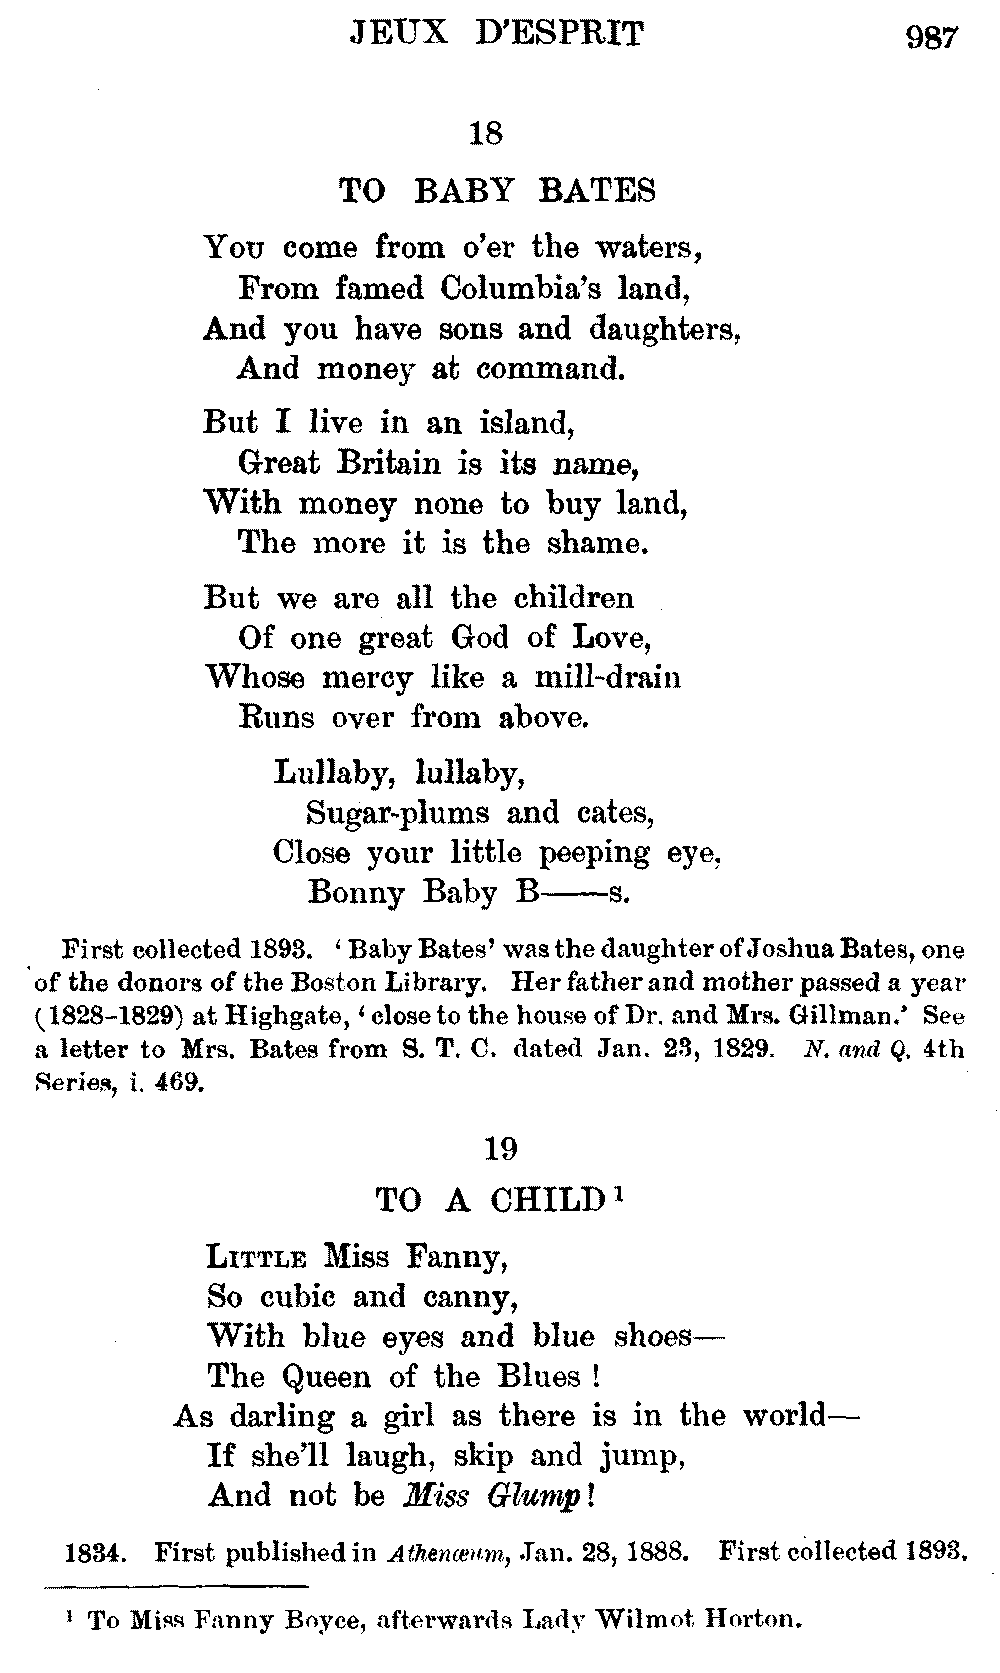 JEUX D'ESPRIT 987
18
TO BABY BATES
YOU come from o'er the waters,
From famed Columbia's land,
And you have sons and daughters,
And money at command.
But I live in an island,
Great Britain is its name,
With money none to buy land,
The more it is the shame.
But we are all the children
Of one great God of Love,
Whose mercy like a mill-drain
Runs over from above.
Lullaby, lullaby,
Sugar-plums and cates,
Close your little peeping eye,
Bonny Baby B——s.
First collected 1893. 'Baby Bates' was the daughter of Joshua Bates, one
of the donors of the Boston Library. Her father and mother passed a year
(1828-1829) at Highgate, 'close to the house of Dr. and Mrs. Gillman.' See
a letter to Mrs. Bates from S. T. C. dated Jan. 23, 1829. N. and Q. 4th
Series, i. 469.
19
TO A CHILD¹
LITTLE Miss Fanny,
So cubic and canny,
With blue eyes and blue shoes—
The Queen of the Blues!
As darling a girl as there is in the world—
If she'll laugh, skip and jump,
And not be Miss Glump!
1834. First published in Athenæum, Jan. 28, 1888. First collected 1893.
¹ To Miss Fanny Boyce, afterwards Lady Wilmot Horton.